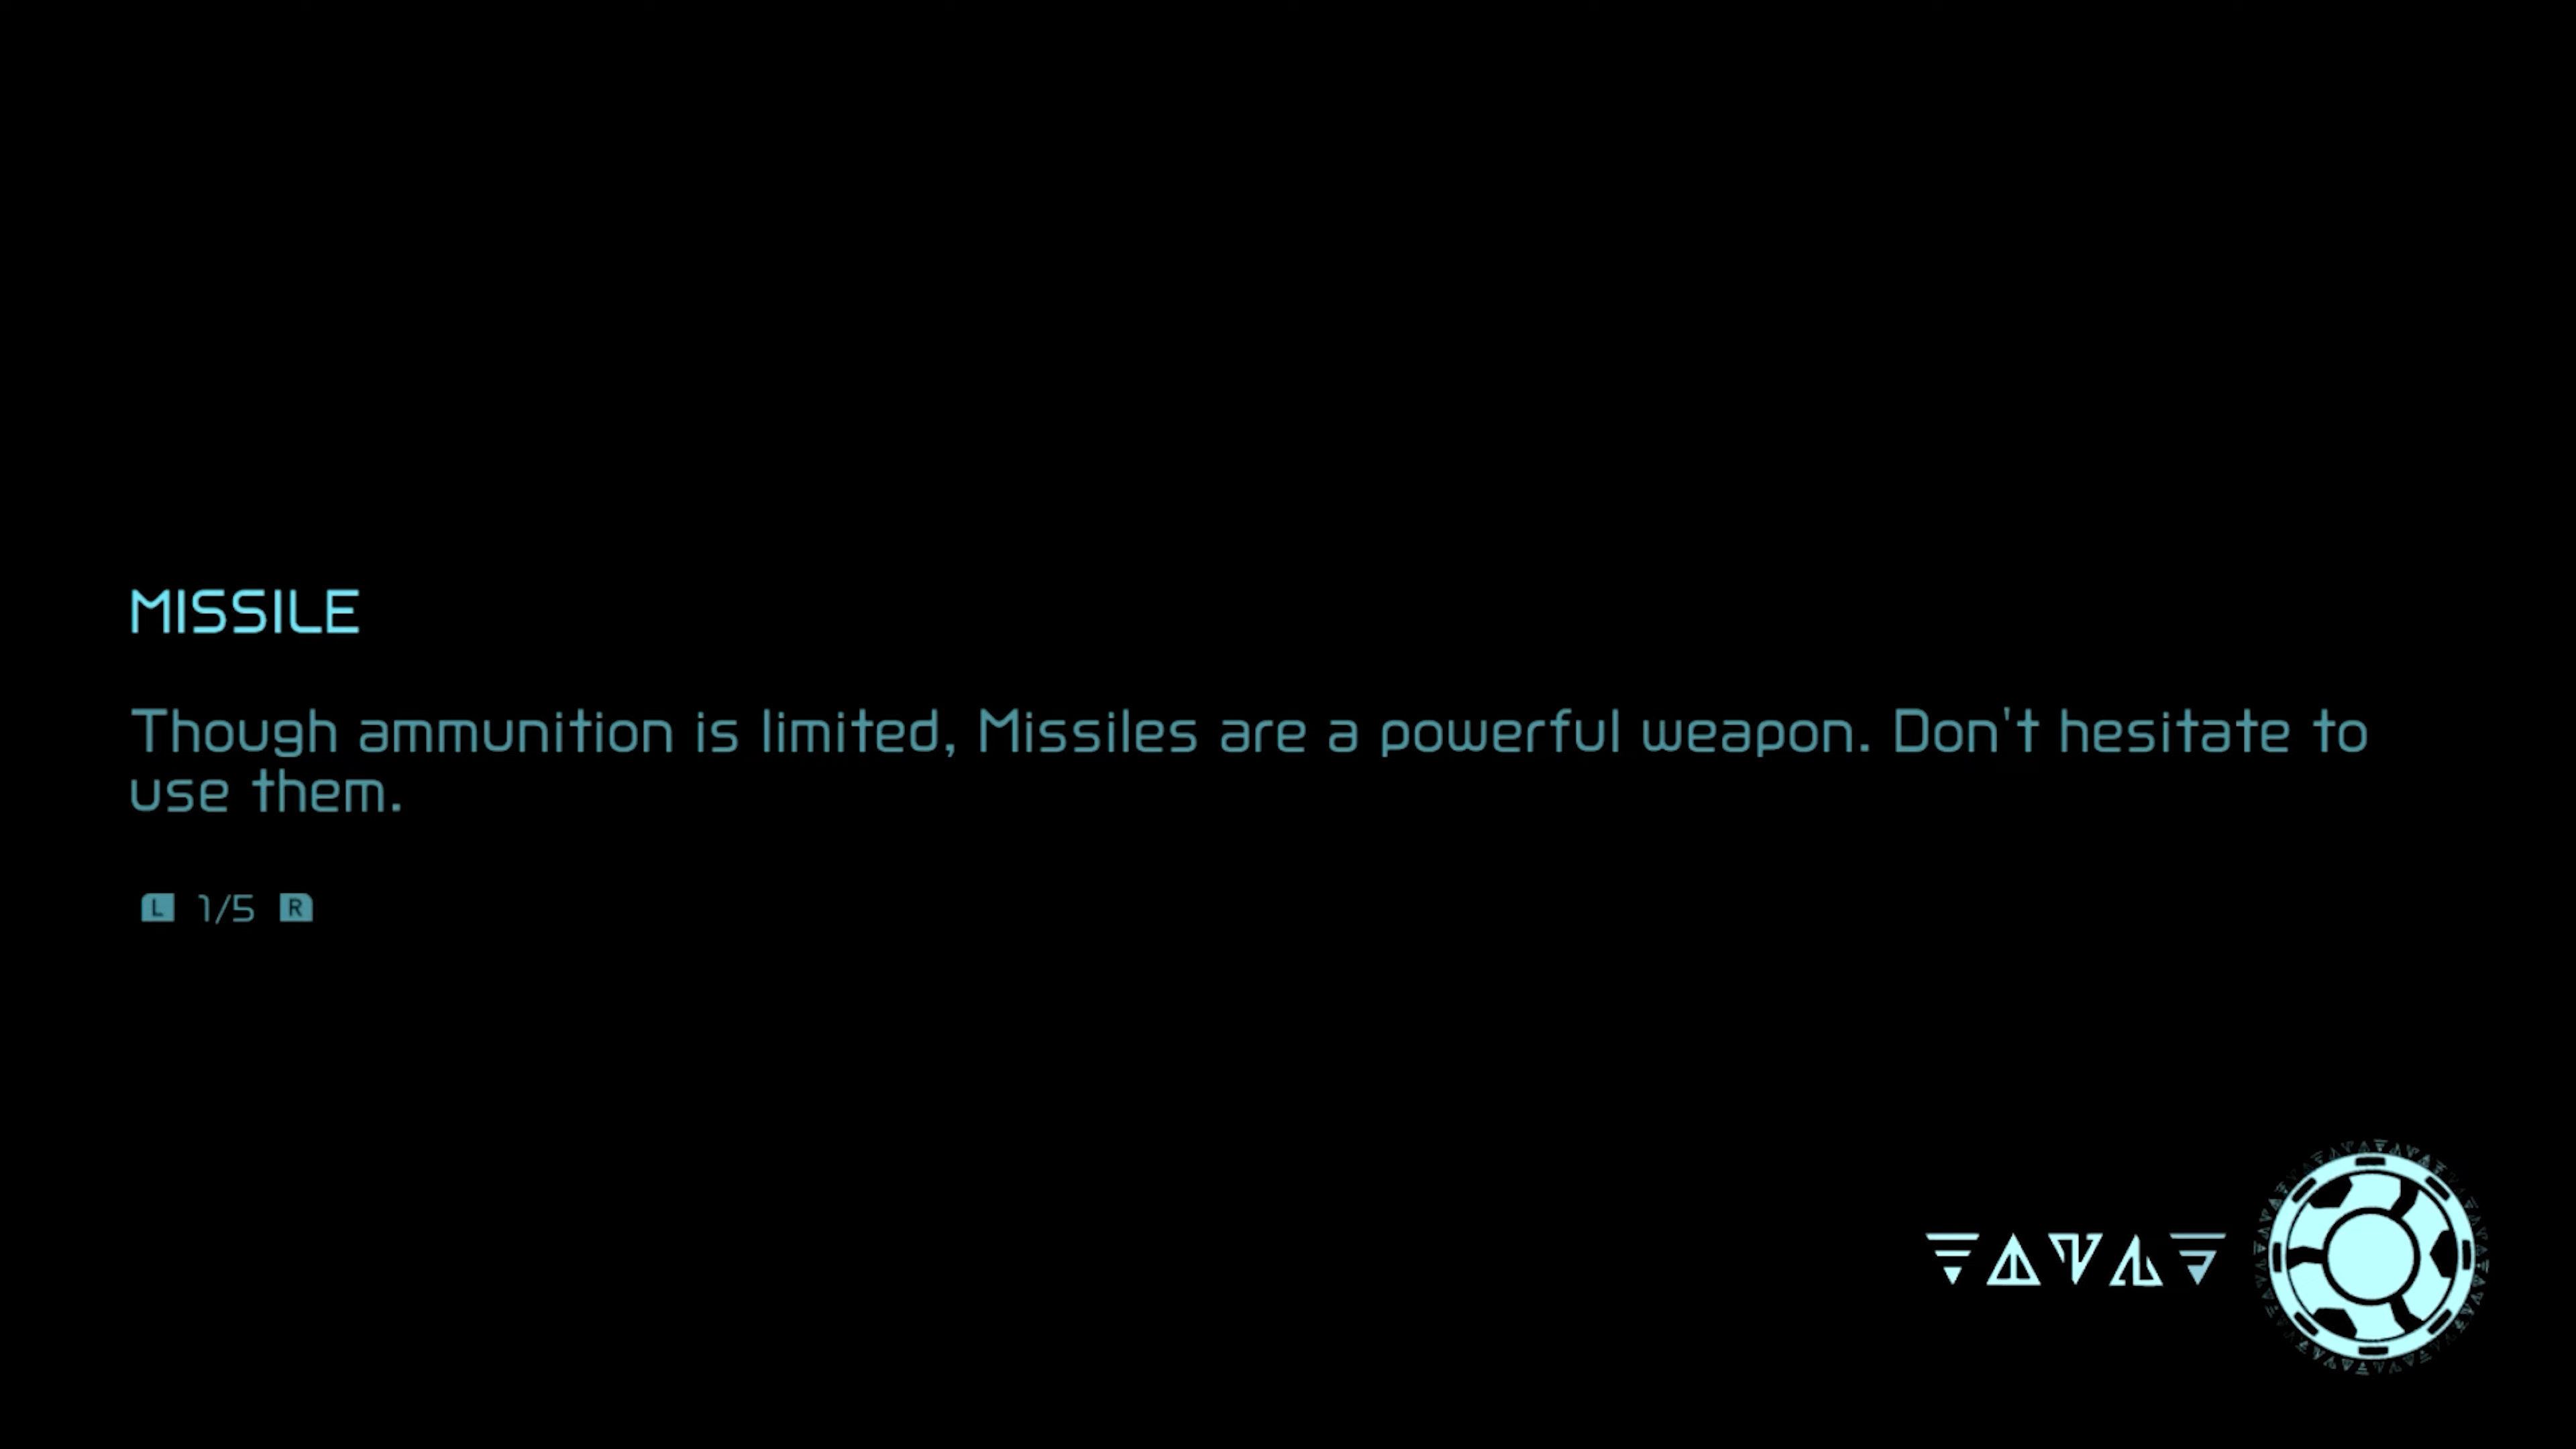 MISSILE
Though ammunition is limited, Missiles are a powerful weapon. Don't hesitate to
use them.
L 1/5 R